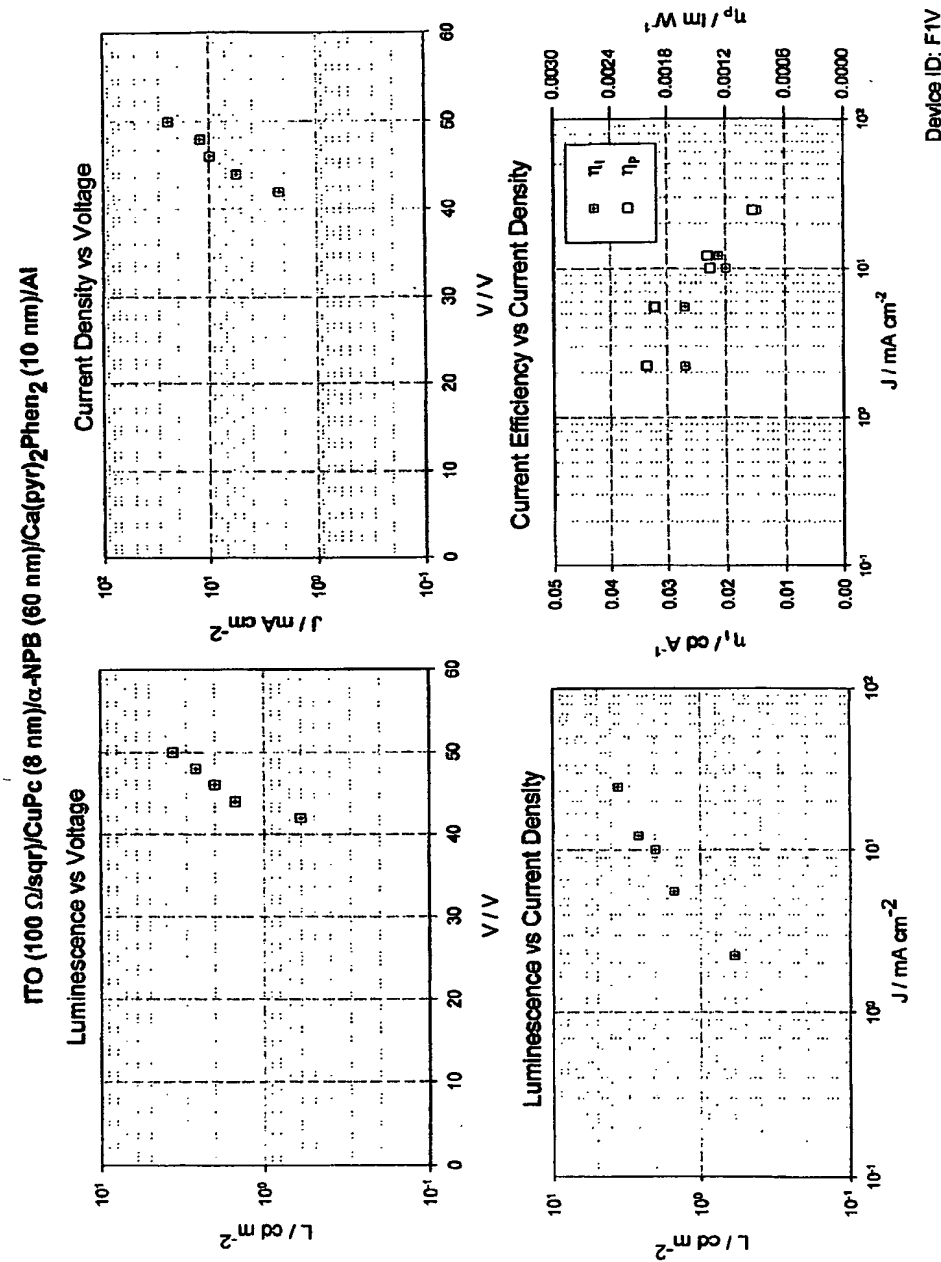 ITO (100 Ω/sqr)/CuPc (8 nm)/α-NPB (60 nm)/Ca(pyr)₂Phen₂ (10 nm)/Al
Luminescence vs Voltage
L / cd m⁻²
10¹
10⁰
10⁻¹
0 10 20 30 40 50 60
V / V
Current Density vs Voltage
J / mA cm⁻²
10²
10¹
10⁰
10⁻¹
0 10 20 30 40 50 60
V / V
Luminescence vs Current Density
L / cd m⁻²
10¹
10⁰
10⁻¹
10⁻¹ 10⁰ 10¹ 10²
J / mA cm⁻²
Current Efficiency vs Current Density
η₁ / cd A⁻¹
0.05
0.04
0.03
0.02
0.01
0.00
10⁻¹ 10⁰ 10¹ 10²
J / mA cm⁻²
ηₚ / lm W⁻¹
0.0030
0.0024
0.0018
0.0012
0.0006
0.0000
ηₗ
ηₚ
Device ID: F1V